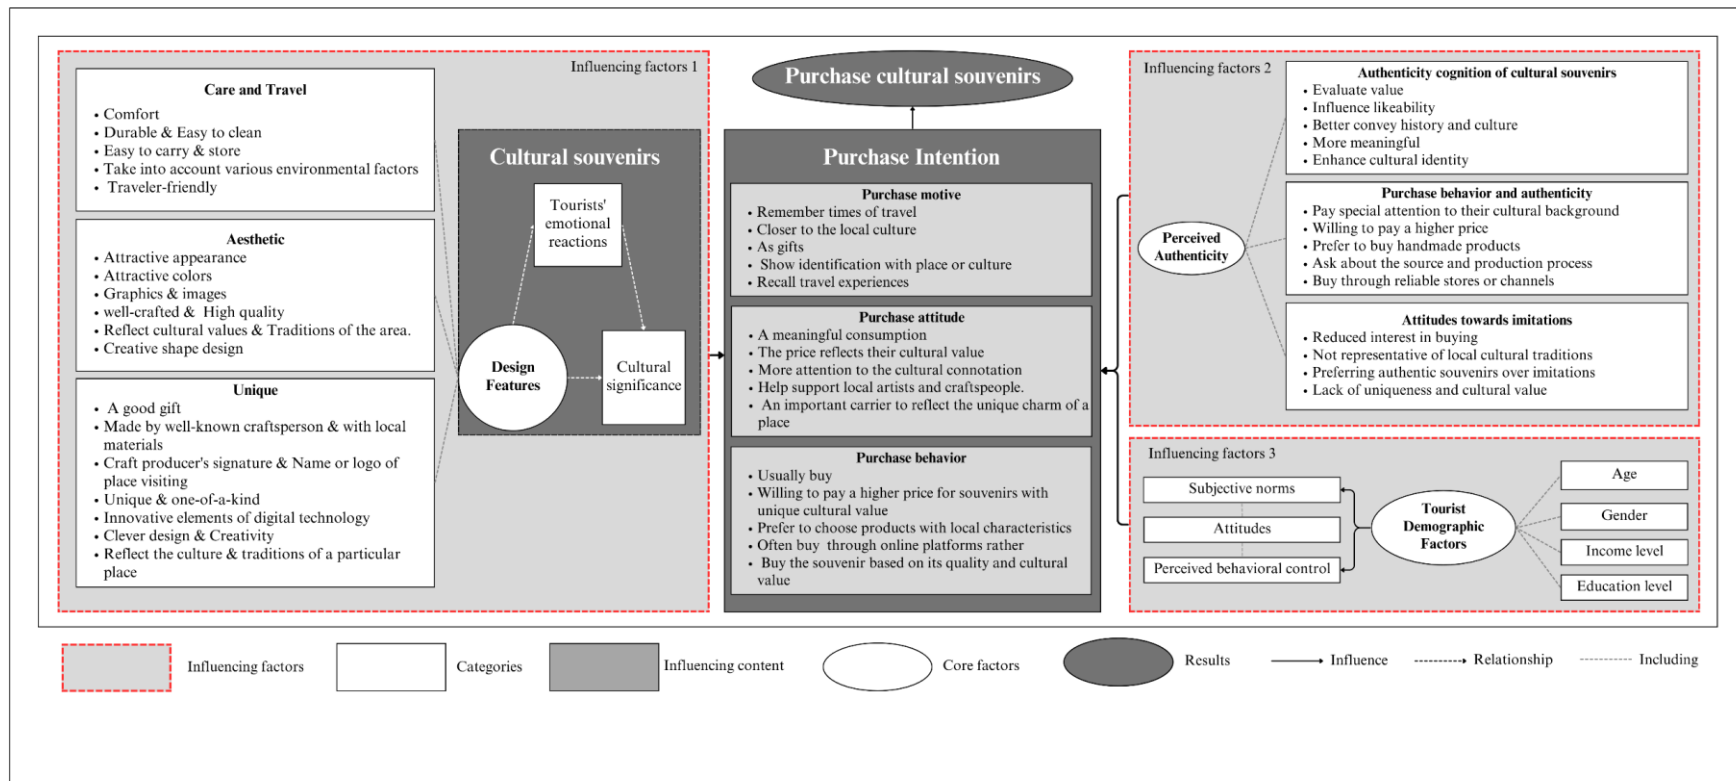 Influencing factors 1
Care and Travel
• Comfort
• Durable & Easy to clean
• Easy to carry & store
• Take into account various environmental factors
• Traveler-friendly
Aesthetic
• Attractive appearance
• Attractive colors
• Graphics & images
• well-crafted & High quality
• Reflect cultural values & Traditions of the area.
• Creative shape design
Unique
• A good gift
• Made by well-known craftsperson & with local
materials
• Craft producer's signature & Name or logo of
place visiting
• Unique & one-of-a-kind
• Innovative elements of digital technology
• Clever design & Creativity
• Reflect the culture & traditions of a particular
place
Cultural souvenirs
Tourists'
emotional
reactions
Design
Features
Cultural
significance
Purchase cultural souvenirs
Purchase Intention
Purchase motive
• Remember times of travel
• Closer to the local culture
• As gifts
• Show identification with place or culture
• Recall travel experiences
Purchase attitude
• A meaningful consumption
• The price reflects their cultural value
• More attention to the cultural connotation
• Help support local artists and craftspeople.
• An important carrier to reflect the unique charm of a
place
Purchase behavior
• Usually buy
• Willing to pay a higher price for souvenirs with
unique cultural value
• Prefer to choose products with local characteristics
• Often buy through online platforms rather
• Buy the souvenir based on its quality and cultural
value
Influencing factors 2
Perceived
Authenticity
Authenticity cognition of cultural souvenirs
• Evaluate value
• Influence likeability
• Better convey history and culture
• More meaningful
• Enhance cultural identity
Purchase behavior and authenticity
• Pay special attention to their cultural background
• Willing to pay a higher price
• Prefer to buy handmade products
• Ask about the source and production process
• Buy through reliable stores or channels
Attitudes towards imitations
• Reduced interest in buying
• Not representative of local cultural traditions
• Preferring authentic souvenirs over imitations
• Lack of uniqueness and cultural value
Influencing factors 3
Subjective norms
Attitudes
Perceived behavioral control
Tourist
Demographic
Factors
Age
Gender
Income level
Education level
Influencing factors
Categories
Influencing content
Core factors
Results
Influence
Relationship
Including